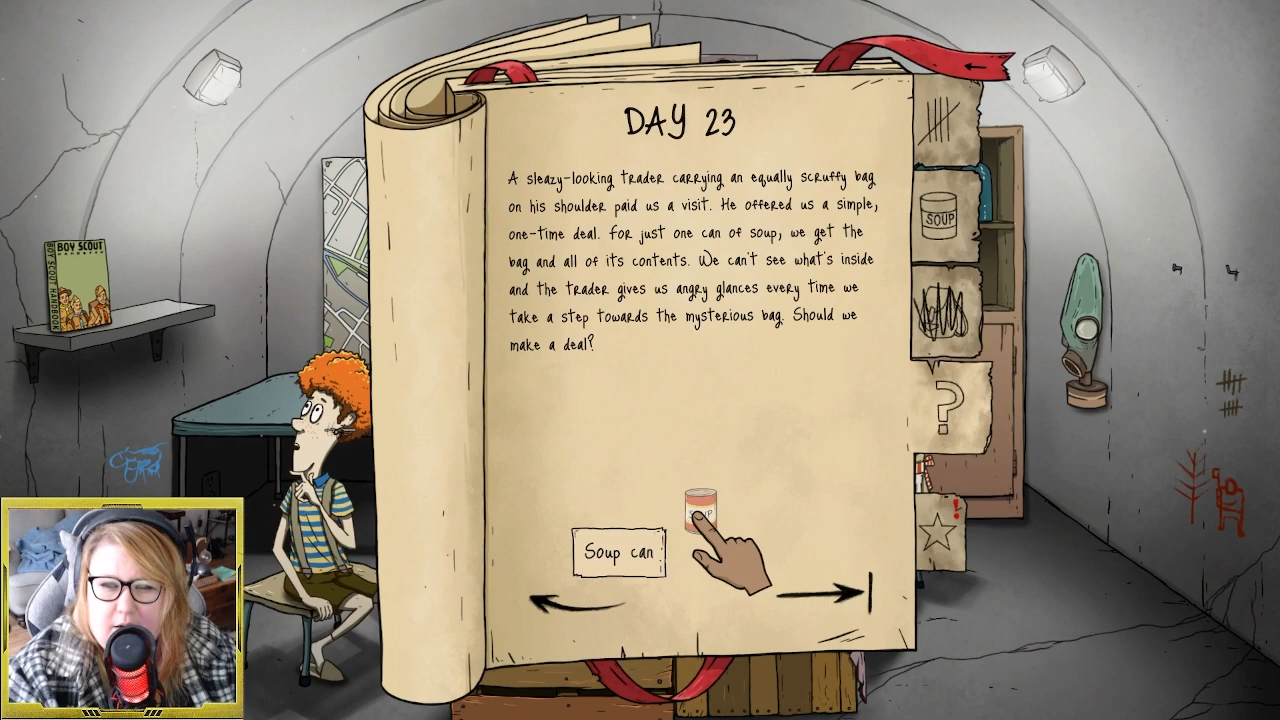 DAY 23
A sleazy-looking trader carrying an equally scruffy bag
on his shoulder paid us a visit. He offered us a simple,
one-time deal. For just one can of soup, we get the
bag and all of its contents. We can't see what's inside
and the trader gives us angry glances every time we
take a step towards the mysterious bag. Should we
make a deal?
Soup can
SOUP
?
!
BOY SCOUT
BOY SCOUT HANDBOOK